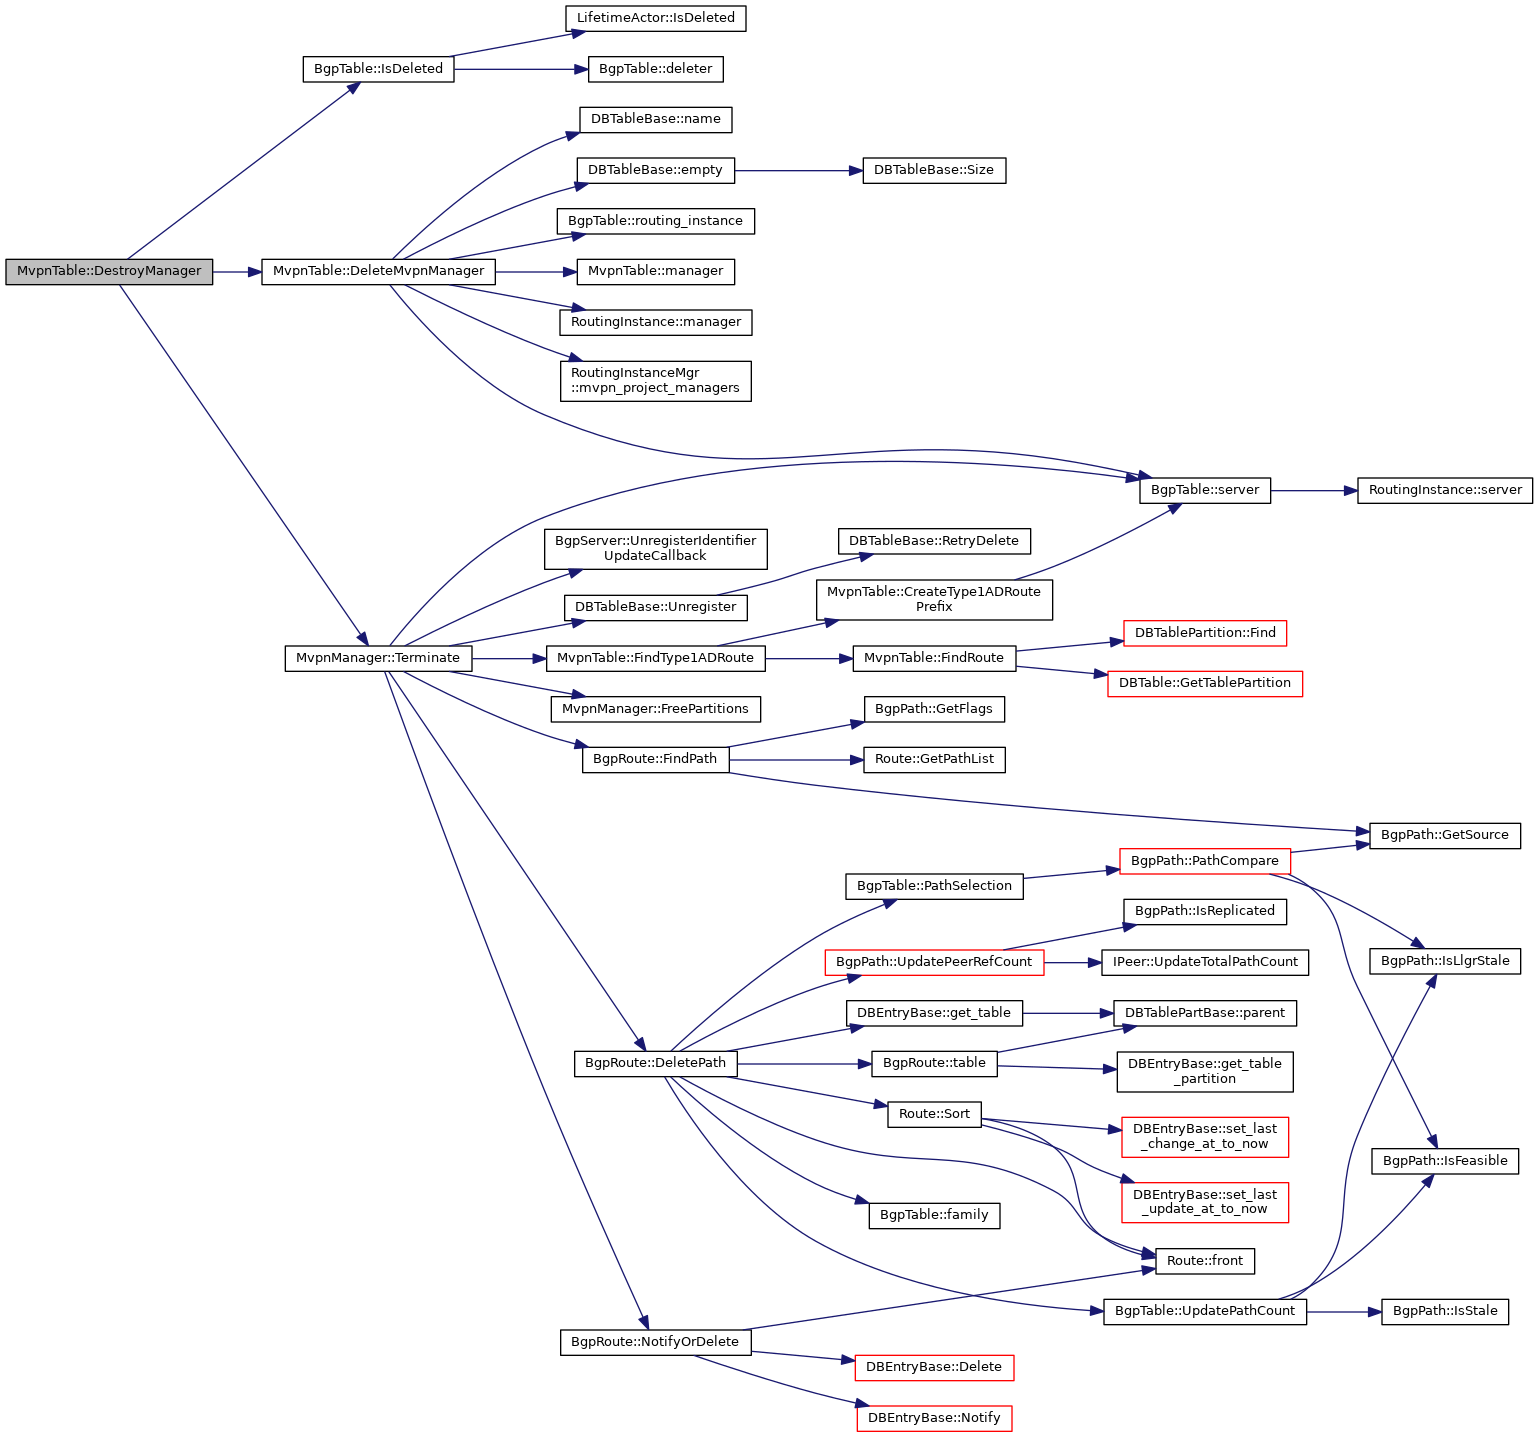 LifetimeActor::IsDeleted
BgpTable::IsDeleted
BgpTable::deleter
DBTableBase::name
DBTableBase::empty
DBTableBase::Size
BgpTable::routing_instance
MvpnTable::DestroyManager
MvpnTable::DeleteMvpnManager
MvpnTable::manager
RoutingInstance::manager
RoutingInstanceMgr
::mvpn_project_managers
BgpTable::server
RoutingInstance::server
BgpServer::UnregisterIdentifier
UpdateCallback
DBTableBase::RetryDelete
DBTableBase::Unregister
MvpnTable::CreateType1ADRoute
Prefix
DBTablePartition::Find
MvpnManager::Terminate
MvpnTable::FindType1ADRoute
MvpnTable::FindRoute
DBTable::GetTablePartition
MvpnManager::FreePartitions
BgpPath::GetFlags
BgpRoute::FindPath
Route::GetPathList
BgpPath::GetSource
BgpPath::PathCompare
BgpTable::PathSelection
BgpPath::IsReplicated
BgpPath::UpdatePeerRefCount
IPeer::UpdateTotalPathCount
BgpPath::IsLlgrStale
DBEntryBase::get_table
DBTablePartBase::parent
BgpRoute::DeletePath
BgpRoute::table
DBEntryBase::get_table
_partition
Route::Sort
DBEntryBase::set_last
_change_at_to_now
BgpPath::IsFeasible
DBEntryBase::set_last
_update_at_to_now
BgpTable::family
Route::front
BgpTable::UpdatePathCount
BgpPath::IsStale
BgpRoute::NotifyOrDelete
DBEntryBase::Delete
DBEntryBase::Notify